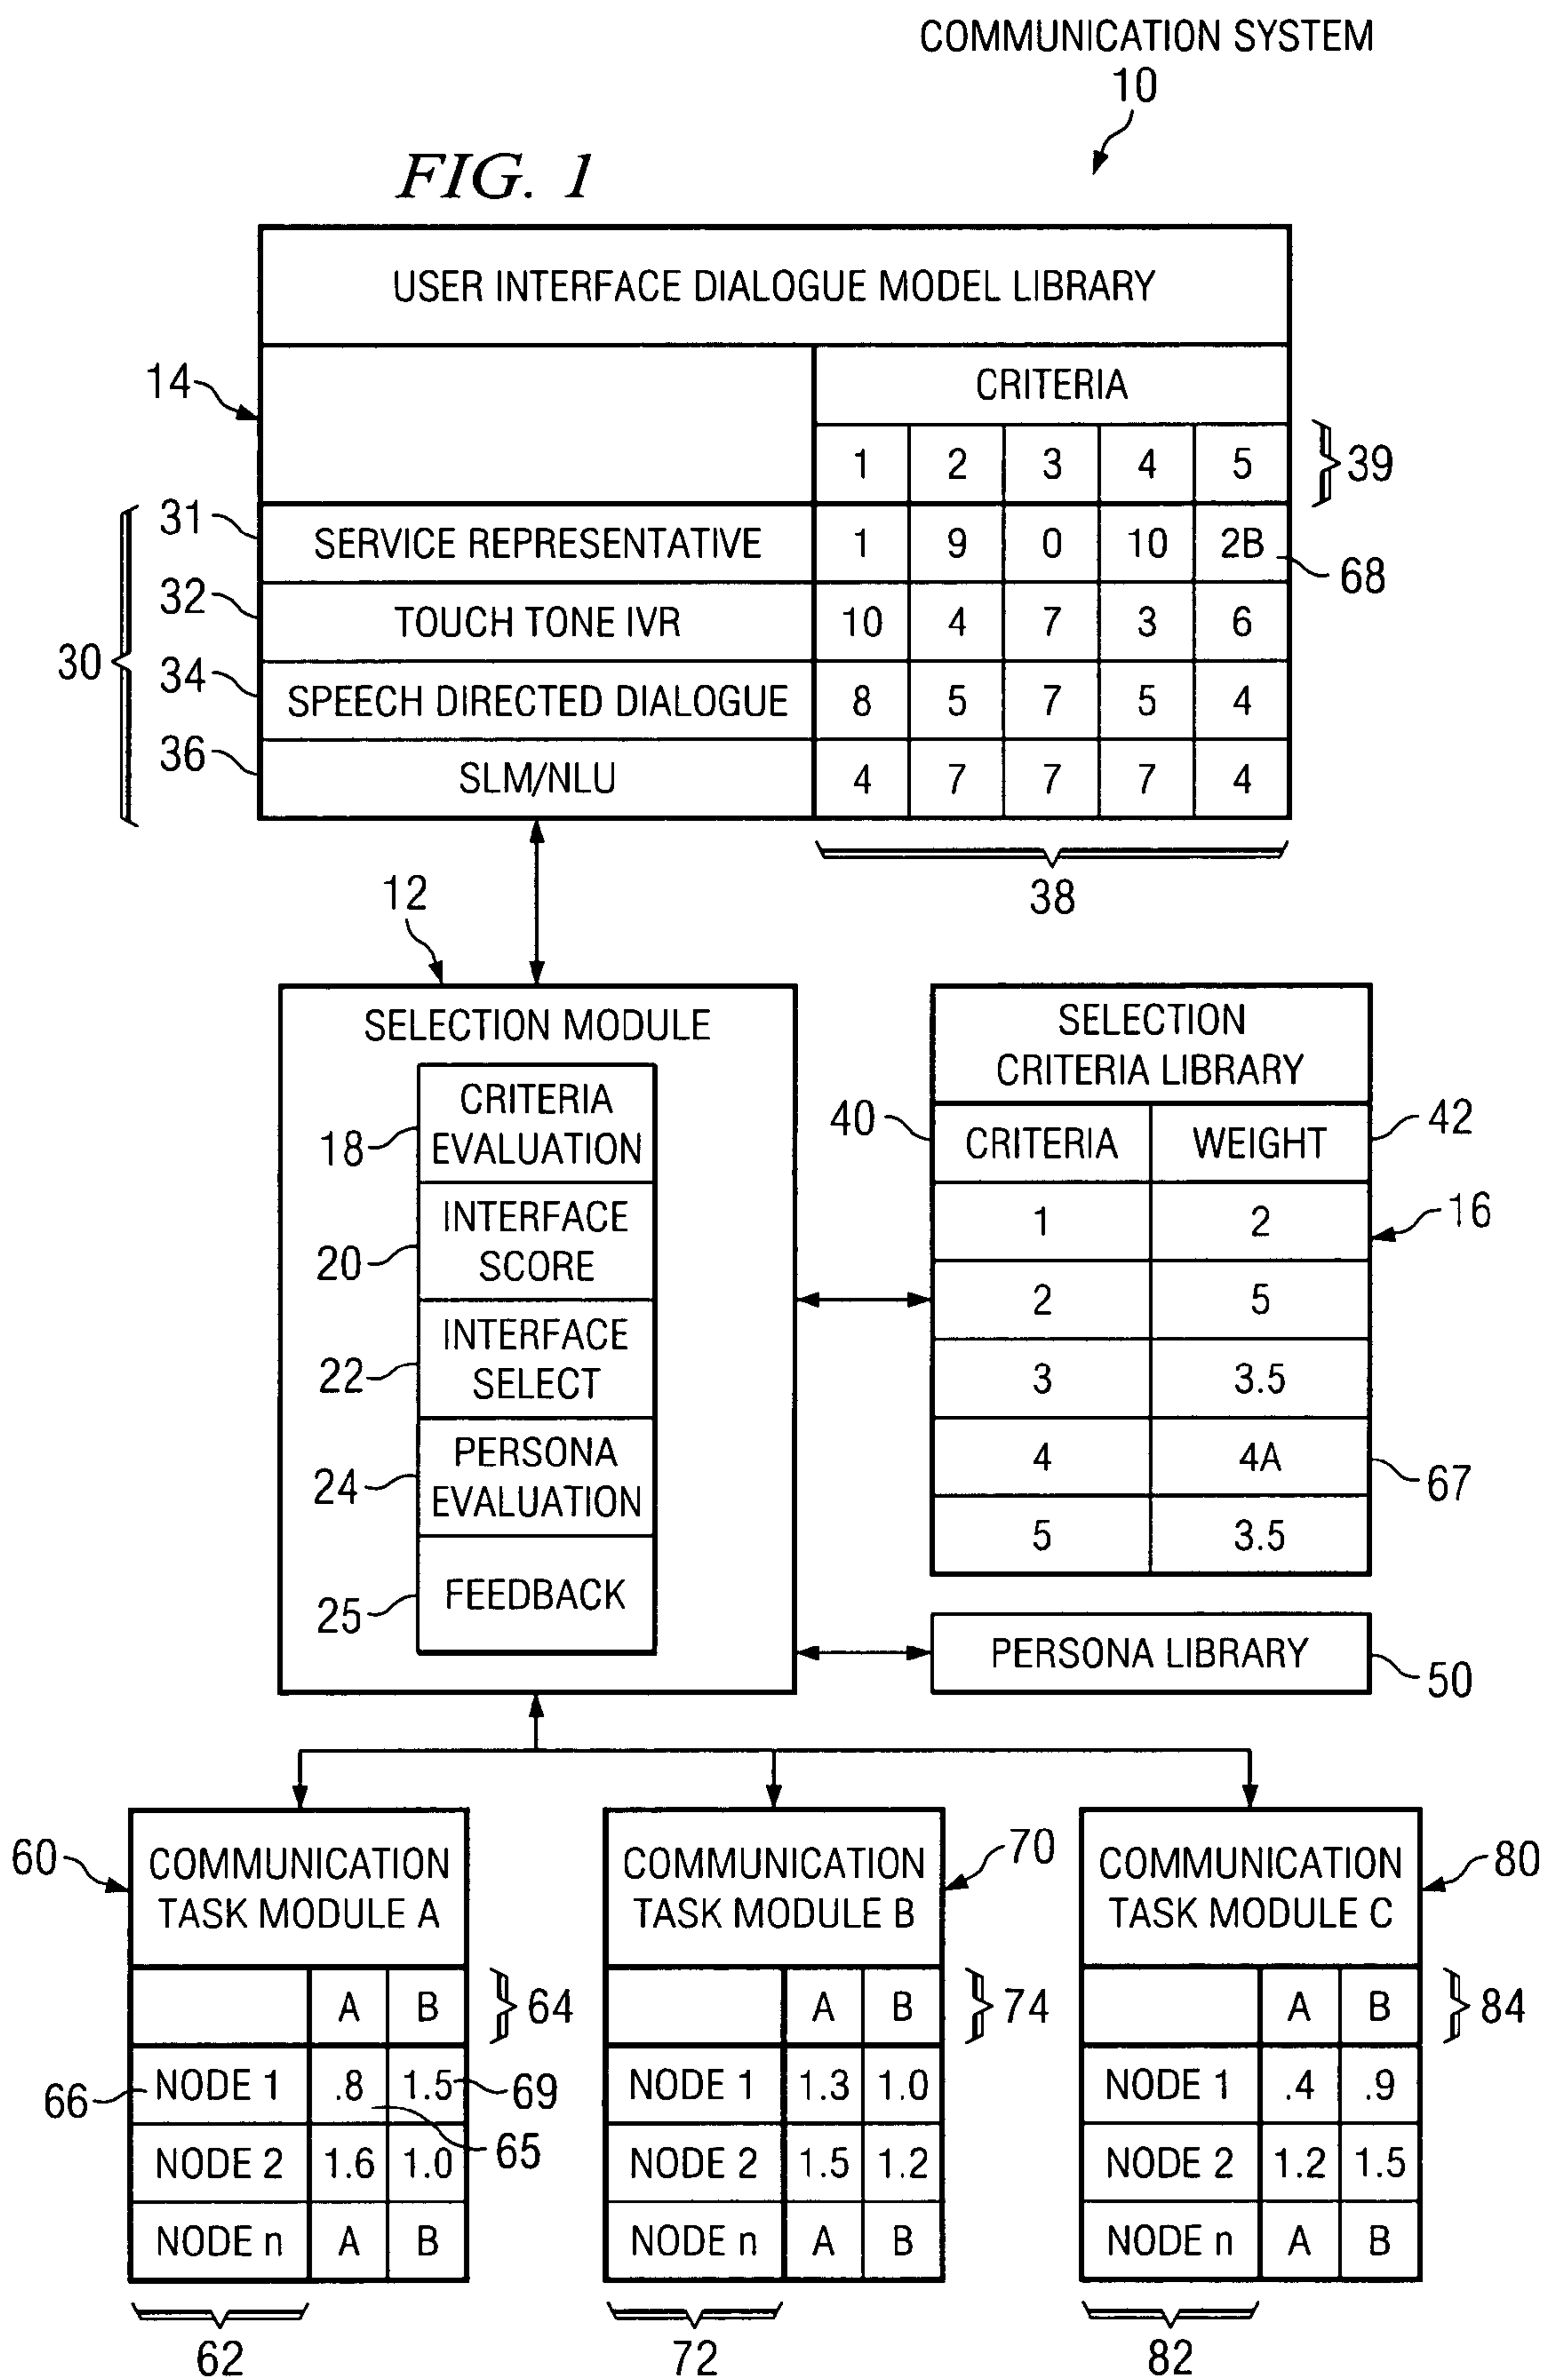 COMMUNICATION SYSTEM
10
FIG. 1
USER INTERFACE DIALOGUE MODEL LIBRARY
14
CRITERIA
1 2 3 4 5
39
31
SERVICE REPRESENTATIVE 1 9 0 10 2B
68
32
TOUCH TONE IVR 10 4 7 3 6
30
34
SPEECH DIRECTED DIALOGUE 8 5 7 5 4
36
SLM/NLU 4 7 7 7 4
38
12
SELECTION MODULE
CRITERIA
EVALUATION
18
INTERFACE
SCORE
20
INTERFACE
SELECT
22
PERSONA
EVALUATION
24
FEEDBACK
25
SELECTION
CRITERIA LIBRARY
40
CRITERIA WEIGHT
42
1 2
16
2 5
3 3.5
4 4A
67
5 3.5
PERSONA LIBRARY
50
60
COMMUNICATION
TASK MODULE A
A B
64
66
NODE 1 .8 1.5
69
65
NODE 2 1.6 1.0
NODE n A B
62
COMMUNICATION
TASK MODULE B
70
A B
74
NODE 1 1.3 1.0
NODE 2 1.5 1.2
NODE n A B
72
COMMUNICATION
TASK MODULE C
80
A B
84
NODE 1 .4 .9
NODE 2 1.2 1.5
NODE n A B
82